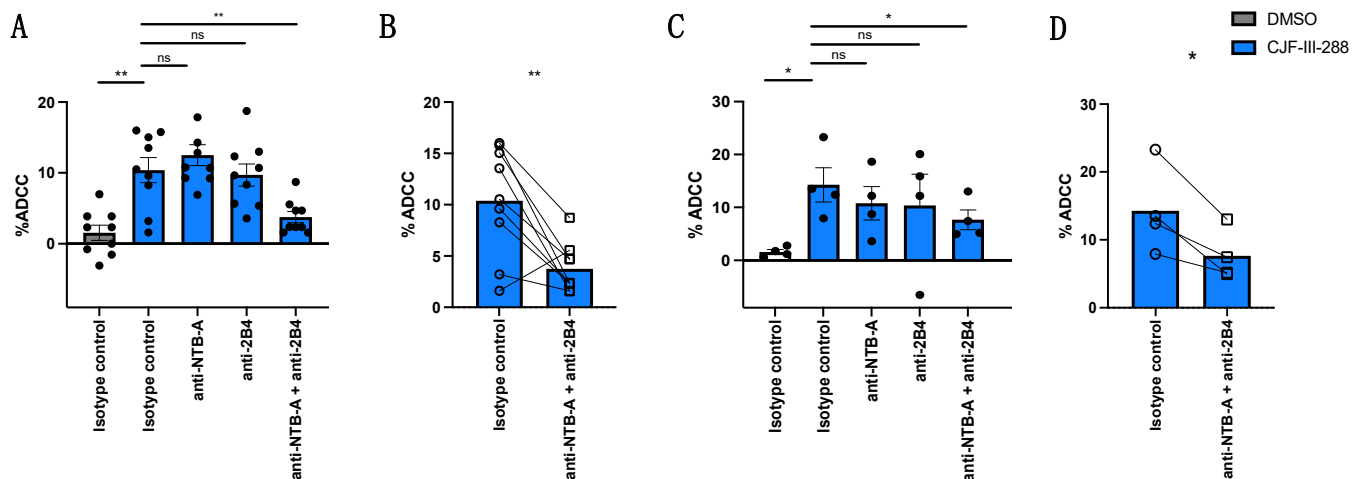 A
**
ns
ns
**
%ADCC
20
10
0
Isotype control
Isotype control
anti-NTB-A
anti-2B4
anti-NTB-A + anti-2B4
B
**
% ADCC
20
15
10
5
0
Isotype control
anti-NTB-A + anti-2B4
C
*
ns
ns
*
% ADCC
30
20
10
0
Isotype control
Isotype control
anti-NTB-A
anti-2B4
anti-NTB-A + anti-2B4
D
*
% ADCC
30
20
10
0
Isotype control
anti-NTB-A + anti-2B4
DMSO
CJF-III-288